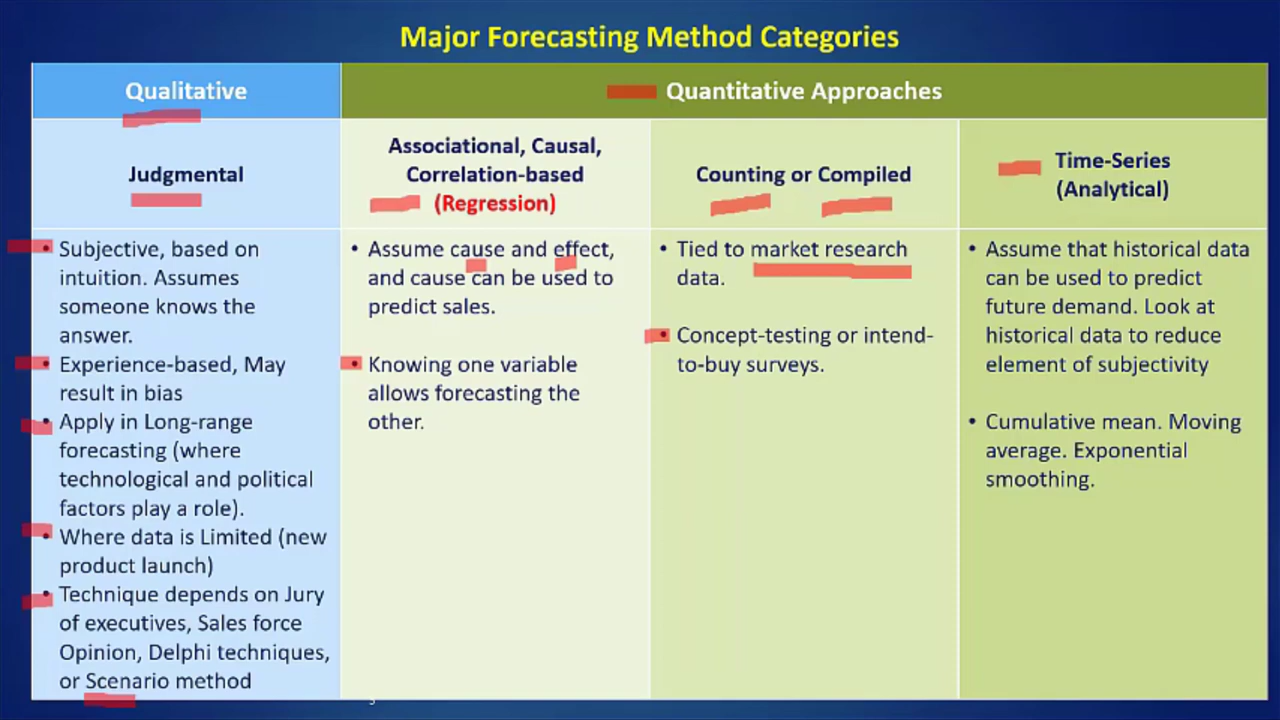 Major Forecasting Method Categories
Qualitative
Quantitative Approaches
Judgmental
Associational, Causal,
Correlation-based
(Regression)
Counting or Compiled
Time-Series
(Analytical)
• Subjective, based on
intuition. Assumes
someone knows the
answer.
• Experience-based, May
result in bias
• Apply in Long-range
forecasting (where
technological and political
factors play a role).
• Where data is Limited (new
product launch)
• Technique depends on Jury
of executives, Sales force
Opinion, Delphi techniques,
or Scenario method
• Assume cause and effect,
and cause can be used to
predict sales.
• Knowing one variable
allows forecasting the
other.
• Tied to market research
data.
• Concept-testing or intend-
to-buy surveys.
• Assume that historical data
can be used to predict
future demand. Look at
historical data to reduce
element of subjectivity
• Cumulative mean. Moving
average. Exponential
smoothing.